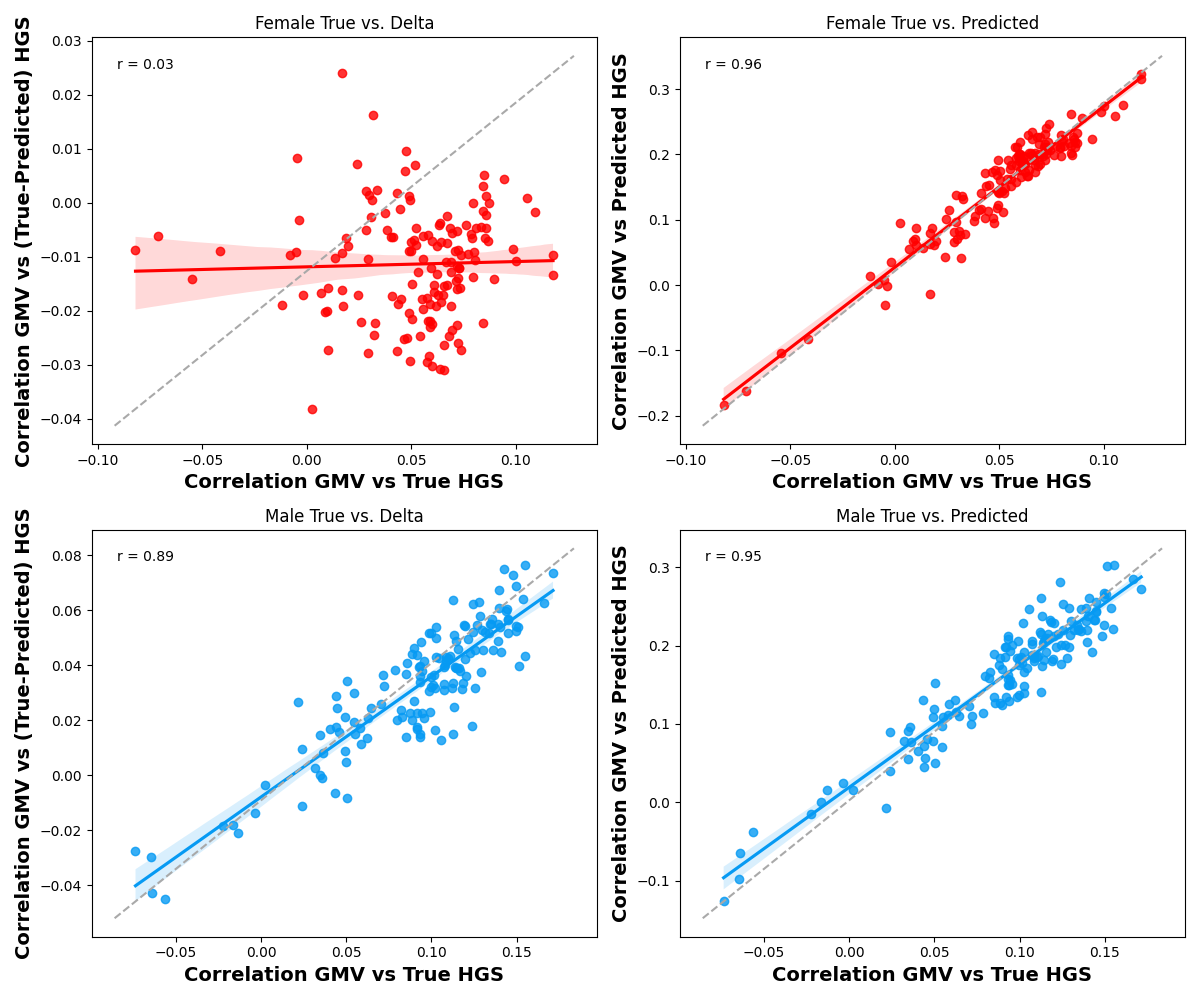 Female True vs. Delta
Correlation GMV vs (True-Predicted) HGS
r = 0.03
0.03
0.02
0.01
0.00
−0.01
−0.02
−0.03
−0.04
−0.10
−0.05
0.00
0.05
0.10
Correlation GMV vs True HGS
Female True vs. Predicted
Correlation GMV vs Predicted HGS
r = 0.96
0.3
0.2
0.1
0.0
−0.1
−0.2
−0.10
−0.05
0.00
0.05
0.10
Correlation GMV vs True HGS
Male True vs. Delta
Correlation GMV vs (True-Predicted) HGS
r = 0.89
0.08
0.06
0.04
0.02
0.00
−0.02
−0.04
−0.05
0.00
0.05
0.10
0.15
Correlation GMV vs True HGS
Male True vs. Predicted
Correlation GMV vs Predicted HGS
r = 0.95
0.3
0.2
0.1
0.0
−0.1
−0.05
0.00
0.05
0.10
0.15
Correlation GMV vs True HGS